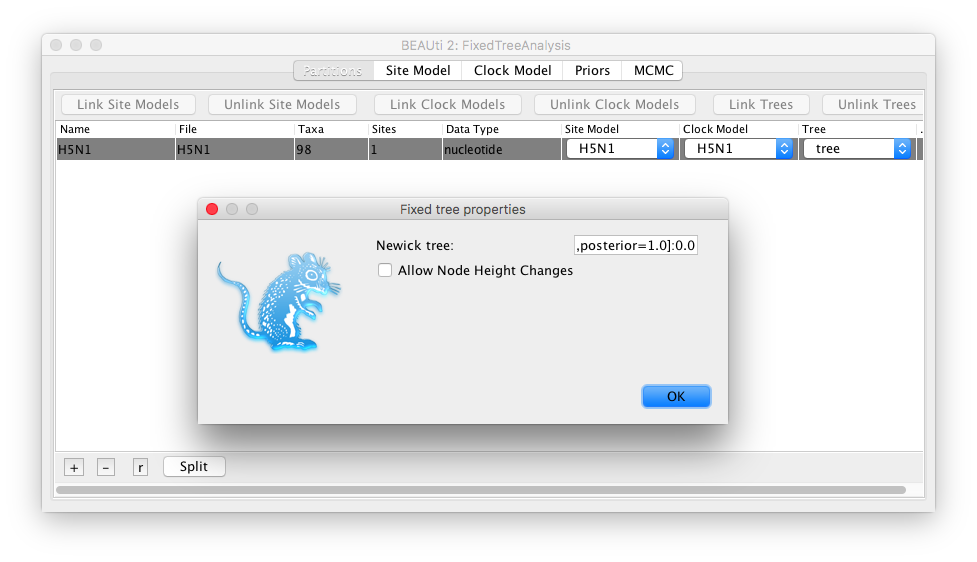 BEAUti 2: FixedTreeAnalysis
Partitions Site Model Clock Model Priors MCMC
Link Site Models Unlink Site Models Link Clock Models Unlink Clock Models Link Trees Unlink Trees
Name File Taxa Sites Data Type Site Model Clock Model Tree .
H5N1 H5N1 98 1 nucleotide H5N1 H5N1 tree
Fixed tree properties
Newick tree: ,posterior=1.0]:0.0
Allow Node Height Changes
OK
+ - r Split